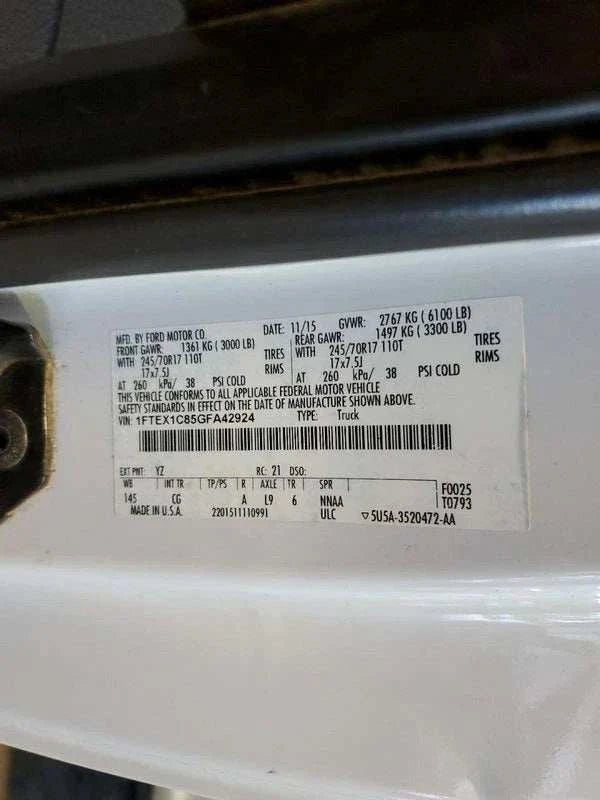 MFD. BY FORD MOTOR CO. DATE: 11/15 GVWR: 2767 KG ( 6100 LB)
FRONT GAWR: 1361 KG ( 3000 LB) REAR GAWR: 1497 KG ( 3300 LB)
WITH 245/70R17 110T TIRES WITH 245/70R17 110T TIRES
17x7.5J RIMS 17x7.5J RIMS
AT 260 kPa/ 38 PSI COLD AT 260 kPa/ 38 PSI COLD
THIS VEHICLE CONFORMS TO ALL APPLICABLE FEDERAL MOTOR VEHICLE
SAFETY STANDARDS IN EFFECT ON THE DATE OF MANUFACTURE SHOWN ABOVE.
VIN: 1FTEX1C85GFA42924 TYPE: Truck
EXT PNT: YZ RC: 21 DSO:
WB INT TR TP/PS R AXLE TR SPR
145 CG A L9 6 NNAA F0025
T0793
MADE IN U.S.A. 2201511110991 ULC ▽5U5A-3520472-AA